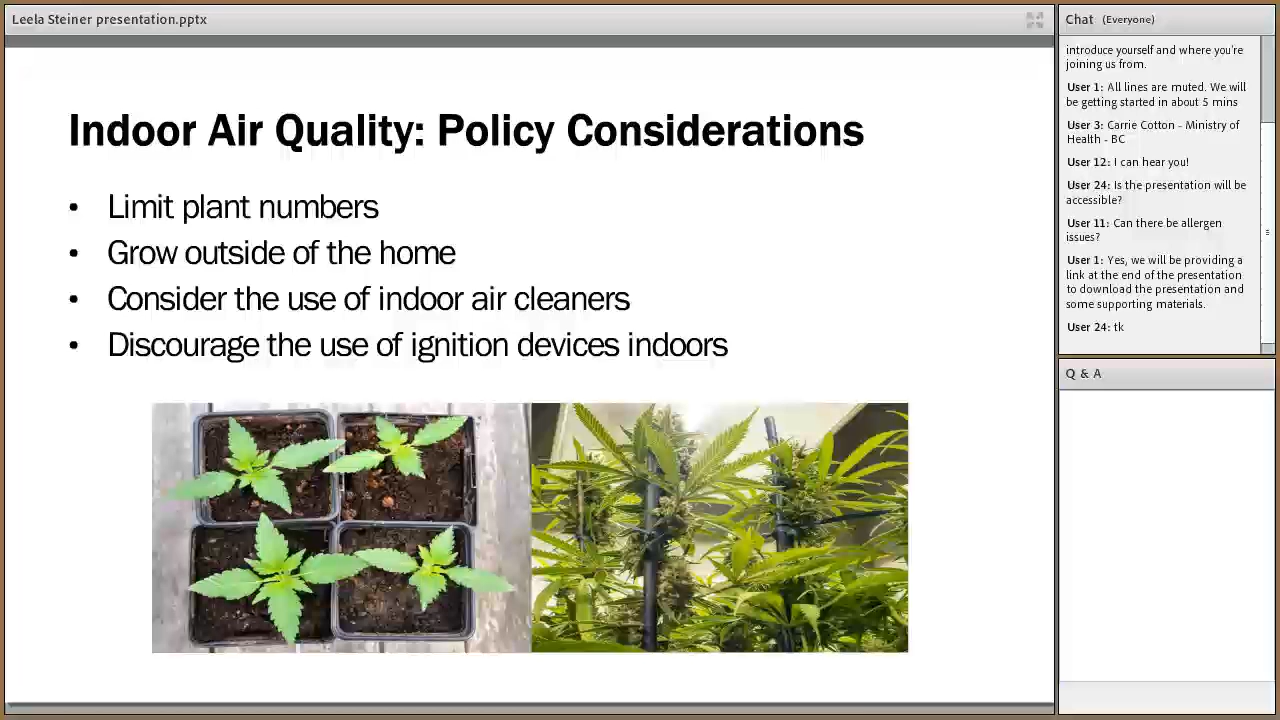 Leela Steiner presentation.pptx
Indoor Air Quality: Policy Considerations
• Limit plant numbers
• Grow outside of the home
• Consider the use of indoor air cleaners
• Discourage the use of ignition devices indoors
Chat (Everyone)
introduce yourself and where you're
joining us from.
User 1: All lines are muted. We will
be getting started in about 5 mins
User 3: Carrie Cotton - Ministry of
Health - BC
User 12: I can hear you!
User 24: Is the presentation will be
accessible?
User 11: Can there be allergen
issues?
User 1: Yes, we will be providing a
link at the end of the presentation
to download the presentation and
some supporting materials.
User 24: tk
Q & A